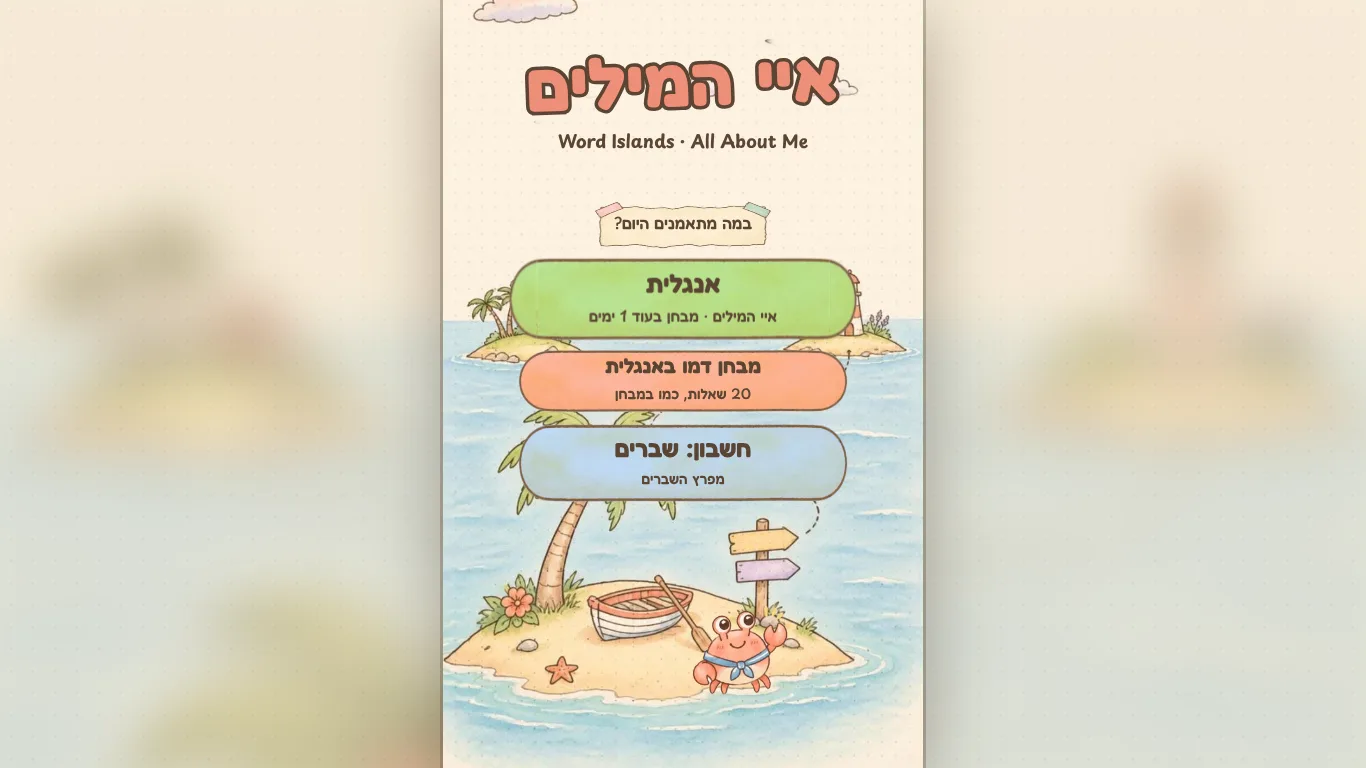 איי המילים
Word Islands · All About Me
במה מתאמנים היום?
אנגלית
איי המילים · מבחן בעוד 1 ימים
מבחן דמו באנגלית
20 שאלות, כמו במבחן
חשבון: שברים
מפרץ השברים